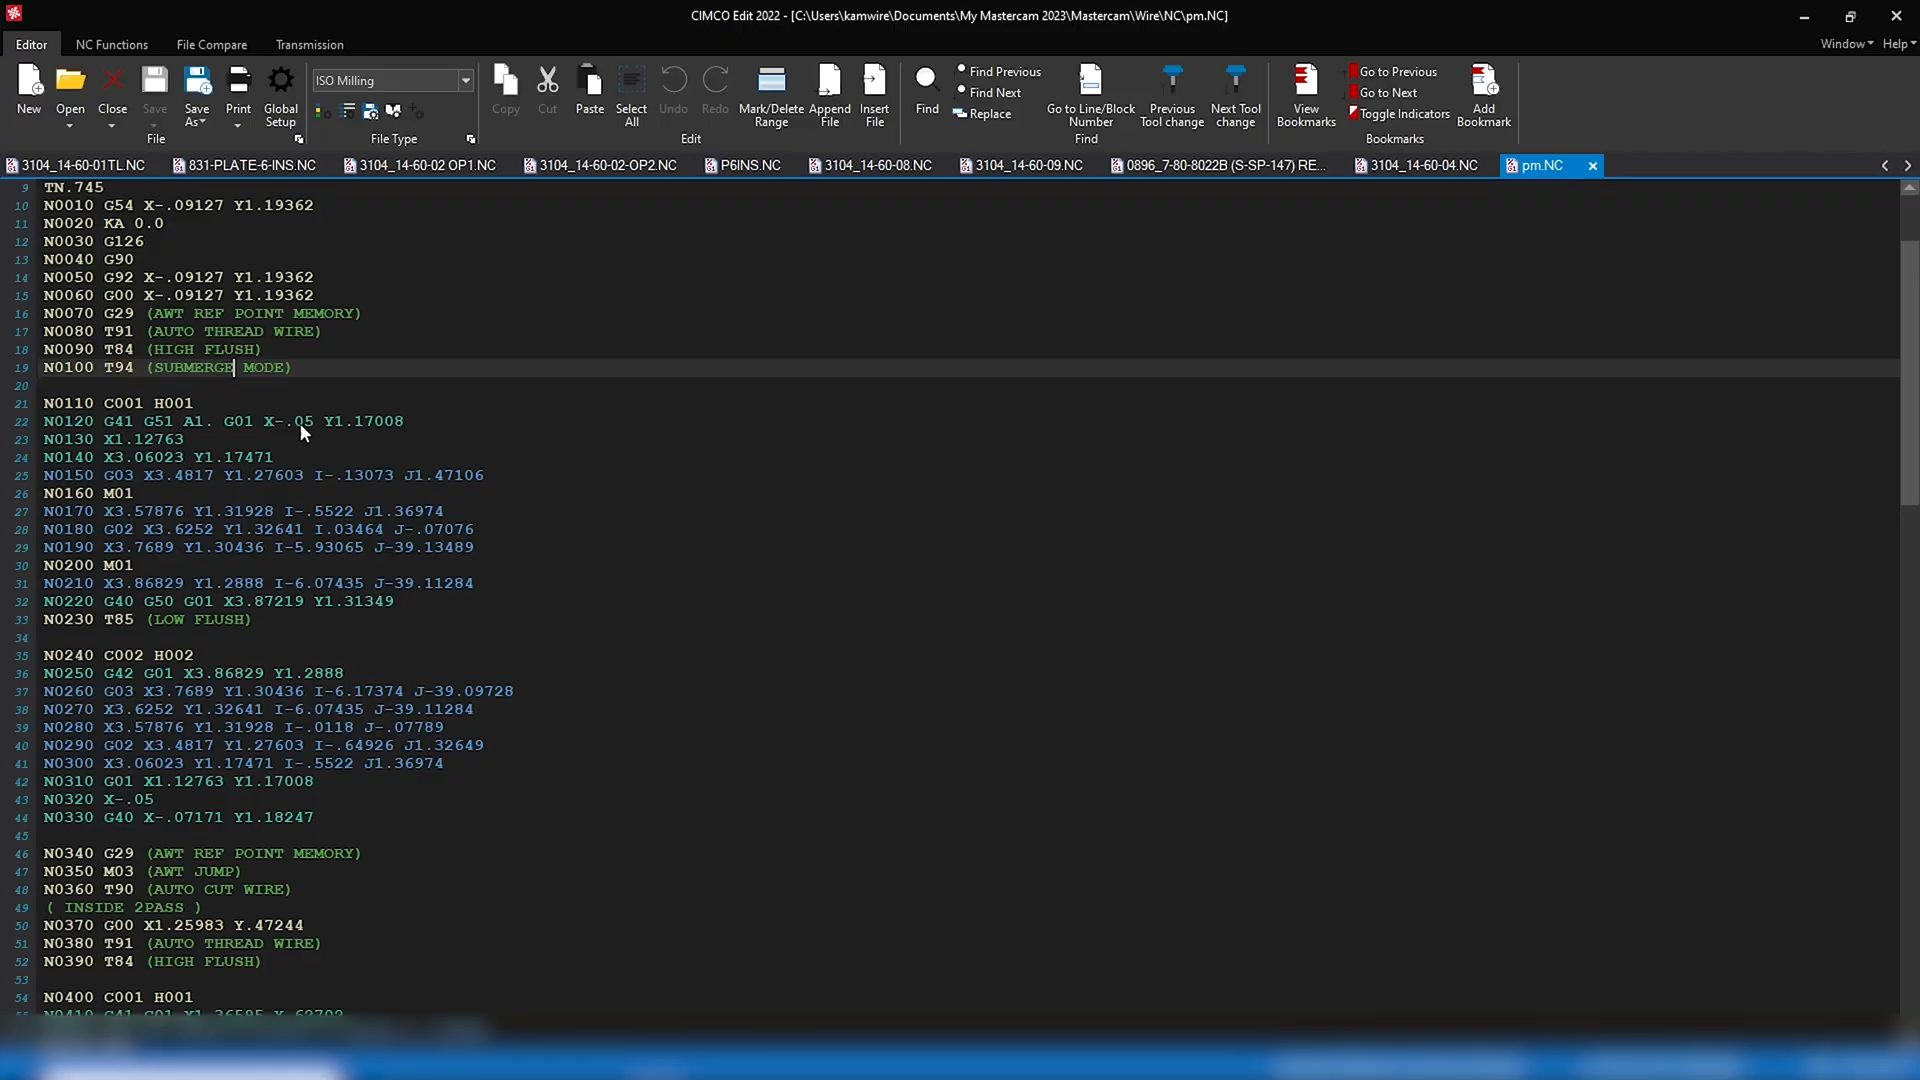 CIMCO Edit 2022 - [C:\Users\kamwire\Documents\My Mastercam 2023\Mastercam\Wire\NC\pm.NC]
Editor NC Functions File Compare Transmission Window Help
New Open Close Save Save As Print Global Setup
File
ISO Milling
File Type
Copy Cut Paste Select All Undo Redo Mark/Delete Range Append File Insert File
Edit
Find Find Previous
Find Next
Replace
Go to Line/Block Number Previous Tool change Next Tool change
Find
View Bookmarks Go to Previous
Go to Next
Toggle Indicators
Add Bookmark
Bookmarks
3104_14-60-01TL.NC 831-PLATE-6-INS.NC 3104_14-60-02 OP1.NC 3104_14-60-02-OP2.NC P6INS.NC 3104_14-60-08.NC 3104_14-60-09.NC 0896_7-80-8022B (S-SP-147) RE... 3104_14-60-04.NC pm.NC
9 TN.745
10 N0010 G54 X-.09127 Y1.19362
11 N0020 KA 0.0
12 N0030 G126
13 N0040 G90
14 N0050 G92 X-.09127 Y1.19362
15 N0060 G00 X-.09127 Y1.19362
16 N0070 G29 (AWT REF POINT MEMORY)
17 N0080 T91 (AUTO THREAD WIRE)
18 N0090 T84 (HIGH FLUSH)
19 N0100 T94 (SUBMERGE MODE)
20
21 N0110 C001 H001
22 N0120 G41 G51 A1. G01 X-.05 Y1.17008
23 N0130 X1.12763
24 N0140 X3.06023 Y1.17471
25 N0150 G03 X3.4817 Y1.27603 I-.13073 J1.47106
26 N0160 M01
27 N0170 X3.57876 Y1.31928 I-.5522 J1.36974
28 N0180 G02 X3.6252 Y1.32641 I.03464 J-.07076
29 N0190 X3.7689 Y1.30436 I-5.93065 J-39.13489
30 N0200 M01
31 N0210 X3.86829 Y1.2888 I-6.07435 J-39.11284
32 N0220 G40 G50 G01 X3.87219 Y1.31349
33 N0230 T85 (LOW FLUSH)
34
35 N0240 C002 H002
36 N0250 G42 G01 X3.86829 Y1.2888
37 N0260 G03 X3.7689 Y1.30436 I-6.17374 J-39.09728
38 N0270 X3.6252 Y1.32641 I-6.07435 J-39.11284
39 N0280 X3.57876 Y1.31928 I-.0118 J-.07789
40 N0290 G02 X3.4817 Y1.27603 I-.64926 J1.32649
41 N0300 X3.06023 Y1.17471 I-.5522 J1.36974
42 N0310 G01 X1.12763 Y1.17008
43 N0320 X-.05
44 N0330 G40 X-.07171 Y1.18247
45
46 N0340 G29 (AWT REF POINT MEMORY)
47 N0350 M03 (AWT JUMP)
48 N0360 T90 (AUTO CUT WIRE)
49 ( INSIDE 2PASS )
50 N0370 G00 X1.25983 Y.47244
51 N0380 T91 (AUTO THREAD WIRE)
52 N0390 T84 (HIGH FLUSH)
53
54 N0400 C001 H001